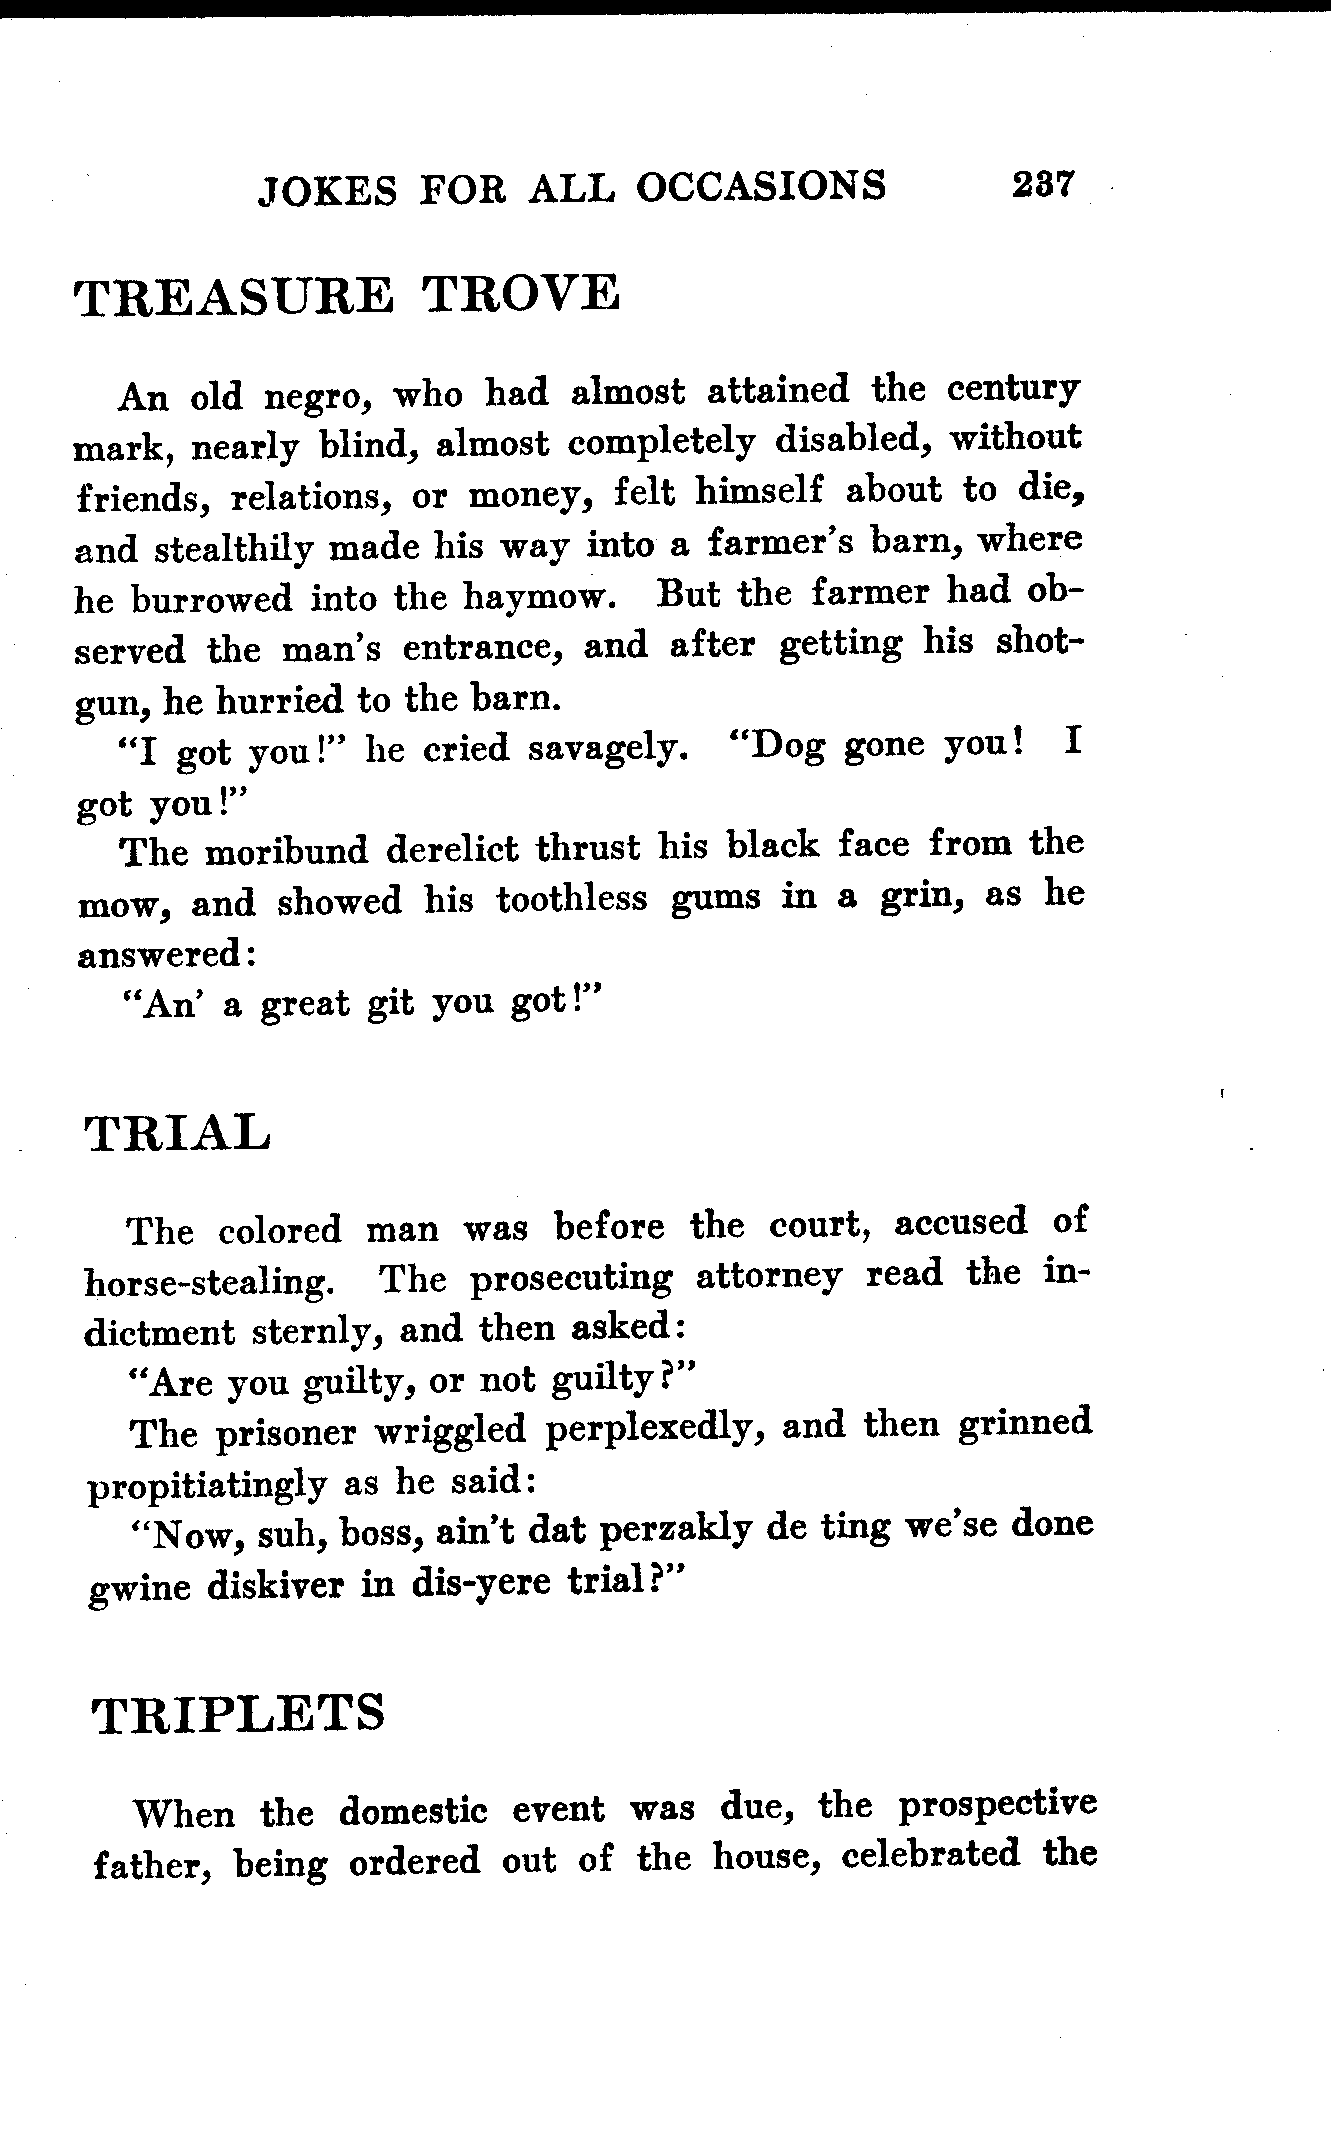 JOKES FOR ALL OCCASIONS 237
TREASURE TROVE
An old negro, who had almost attained the century
mark, nearly blind, almost completely disabled, without
friends, relations, or money, felt himself about to die,
and stealthily made his way into a farmer's barn, where
he burrowed into the haymow. But the farmer had ob-
served the man's entrance, and after getting his shot-
gun, he hurried to the barn.
"I got you!" he cried savagely. "Dog gone you! I
got you!"
The moribund derelict thrust his black face from the
mow, and showed his toothless gums in a grin, as he
answered:
"An' a great git you got!"
TRIAL
The colored man was before the court, accused of
horse-stealing. The prosecuting attorney read the in-
dictment sternly, and then asked:
"Are you guilty, or not guilty?"
The prisoner wriggled perplexedly, and then grinned
propitiatingly as he said:
"Now, suh, boss, ain't dat perzakly de ting we'se done
gwine diskiver in dis-yere trial?"
TRIPLETS
When the domestic event was due, the prospective
father, being ordered out of the house, celebrated the